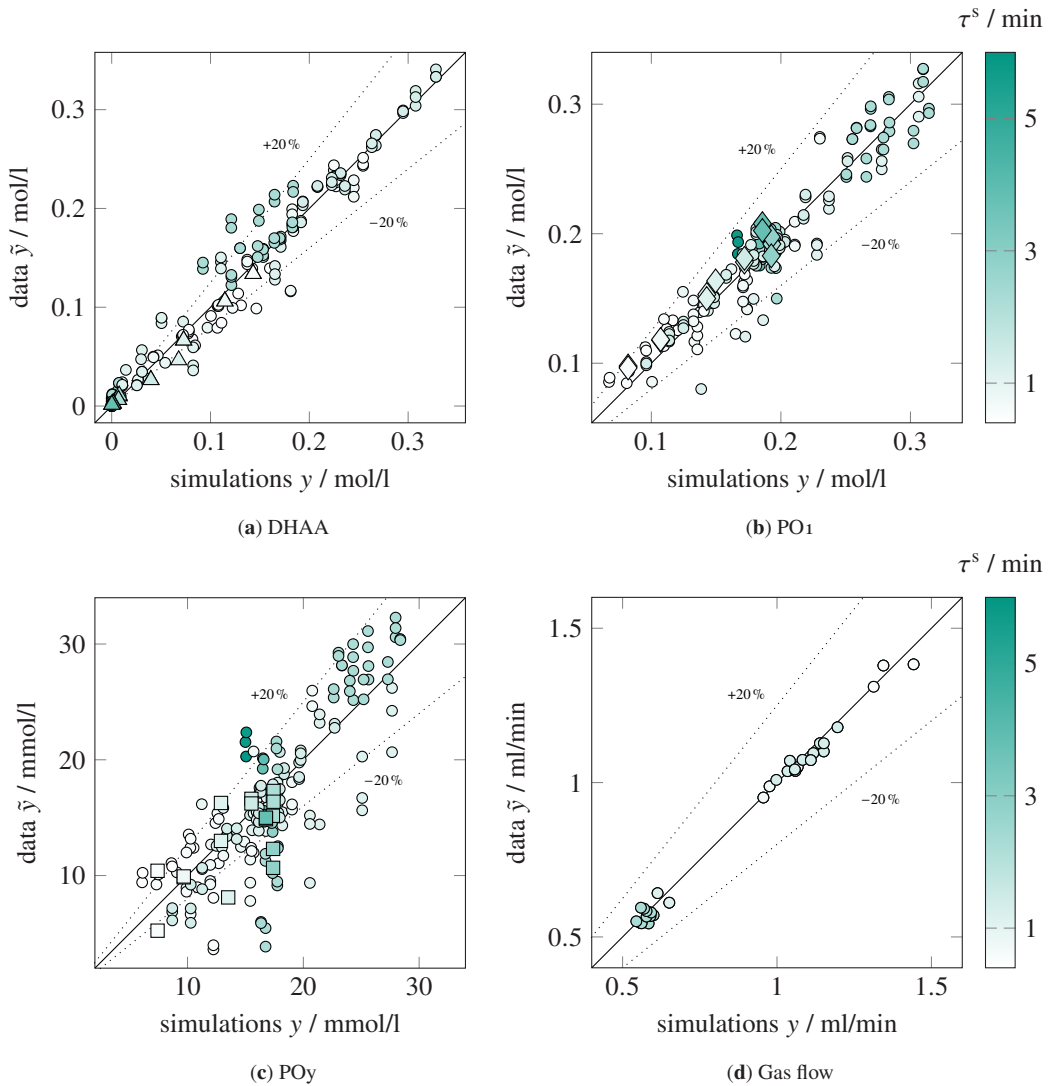 τˢ / min
0.3
0.2
0.1
0
+20 %
−20 %
0 0.1 0.2 0.3
data ỹ / mol/l
simulations y / mol/l
(a) DHAA
0.3
0.2
0.1
+20 %
−20 %
0.1 0.2 0.3
data ỹ / mol/l
simulations y / mol/l
(b) PO1
5
3
1
τˢ / min
30
20
10
+20 %
−20 %
10 20 30
data ỹ / mmol/l
simulations y / mmol/l
(c) POy
1.5
1
0.5
+20 %
−20 %
0.5 1 1.5
data ỹ / ml/min
simulations y / ml/min
(d) Gas flow
5
3
1